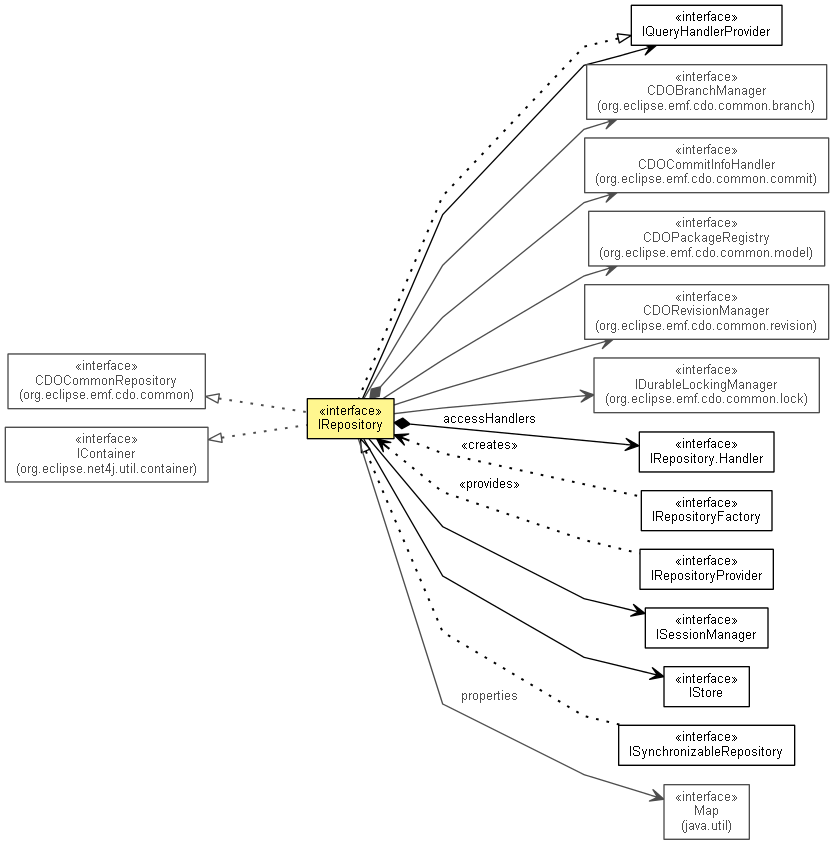 «interface»
IQueryHandlerProvider
«interface»
CDOBranchManager
(org.eclipse.emf.cdo.common.branch)
«interface»
CDOCommitInfoHandler
(org.eclipse.emf.cdo.common.commit)
«interface»
CDOPackageRegistry
(org.eclipse.emf.cdo.common.model)
«interface»
CDORevisionManager
(org.eclipse.emf.cdo.common.revision)
«interface»
CDOCommonRepository
(org.eclipse.emf.cdo.common)
«interface»
IDurableLockingManager
(org.eclipse.emf.cdo.common.lock)
«interface»
IRepository
accessHandlers
«interface»
IContainer
(org.eclipse.net4j.util.container)
«creates»
«interface»
IRepository.Handler
«provides»
«interface»
IRepositoryFactory
«interface»
IRepositoryProvider
«interface»
ISessionManager
«interface»
IStore
properties
«interface»
ISynchronizableRepository
«interface»
Map
(java.util)